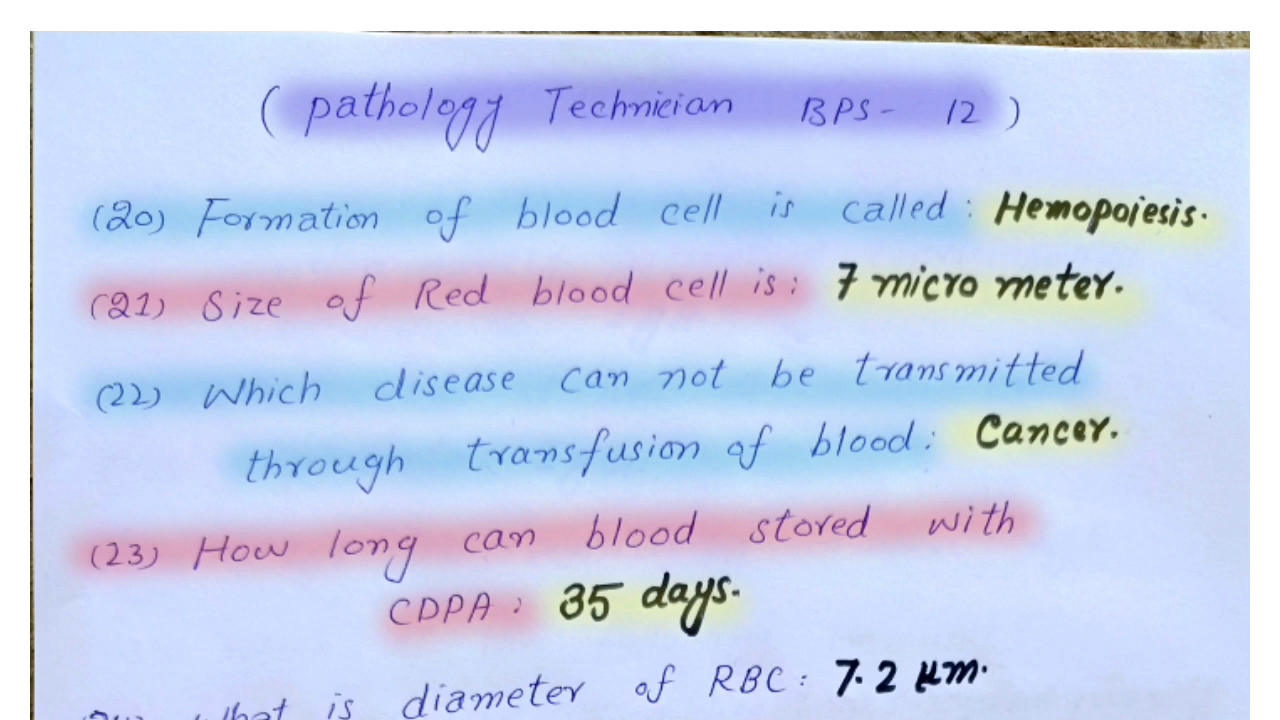 ( pathology Technician BPS- 12 )
(20) Formation of blood cell is called : Hemopoiesis.
(21) Size of Red blood cell is : 7 micro meter.
(22) Which disease can not be transmitted
through transfusion of blood : Cancer.
(23) How long can blood stored with
CDPA : 35 days.
What is diameter of RBC : 7.2 μm.